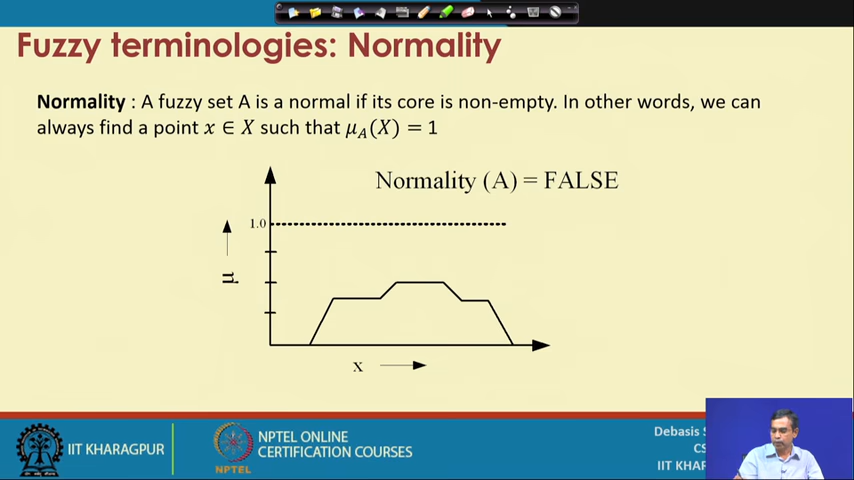 Fuzzy terminologies: Normality
Normality : A fuzzy set A is a normal if its core is non-empty. In other words, we can
always find a point x ∈ X such that μ_A(X) = 1
Normality (A) = FALSE
1.0
μ
x
IIT KHARAGPUR
NPTEL
NPTEL ONLINE
CERTIFICATION COURSES
Debasis
CS
IIT KHAR